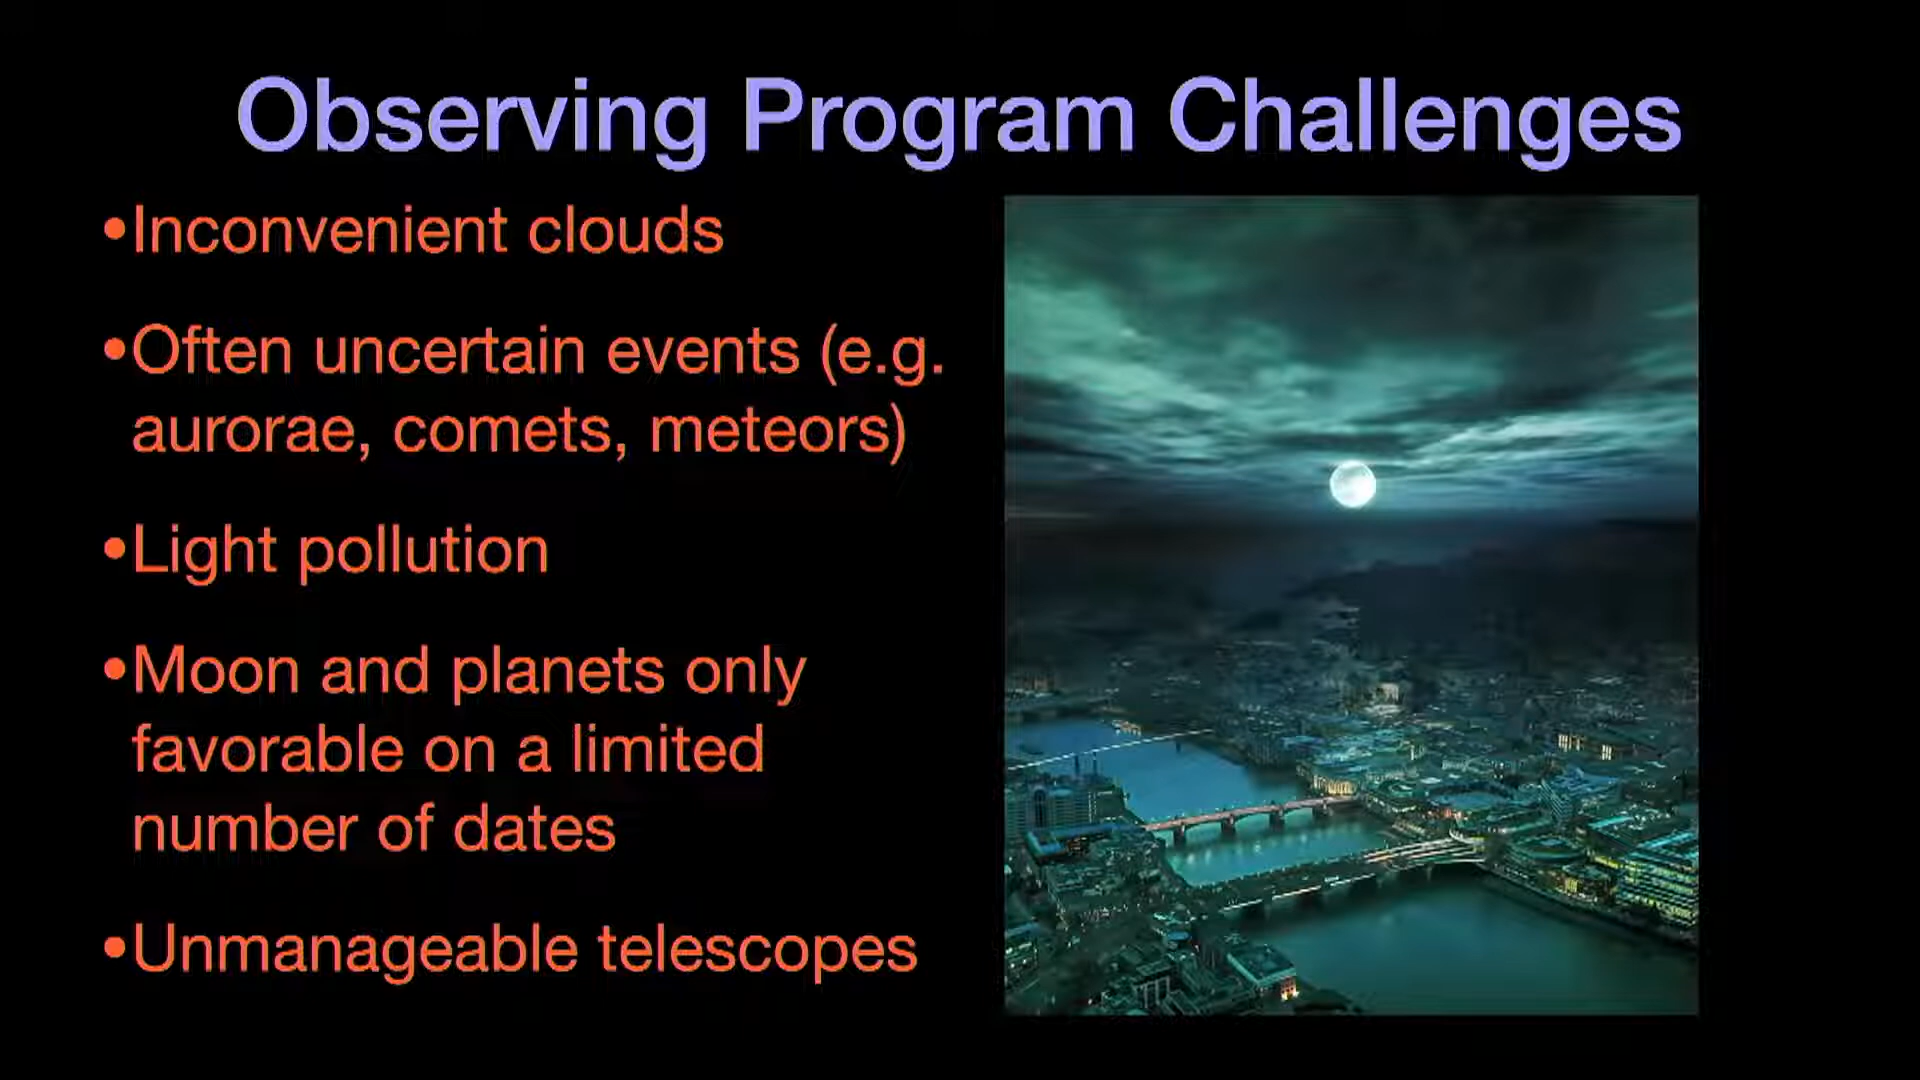 Observing Program Challenges
•Inconvenient clouds
•Often uncertain events (e.g.
aurorae, comets, meteors)
•Light pollution
•Moon and planets only
favorable on a limited
number of dates
•Unmanageable telescopes